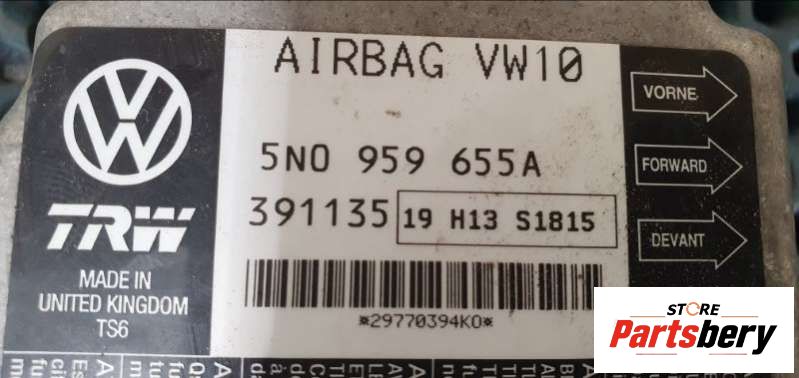 AIRBAG VW10
VORNE
5N0 959 655A
FORWARD
391135 19 H13 S1815
DEVANT
TRW
MADE IN
UNITED KINGDOM
TS6
*29770394K0*
STORE
Partsbery